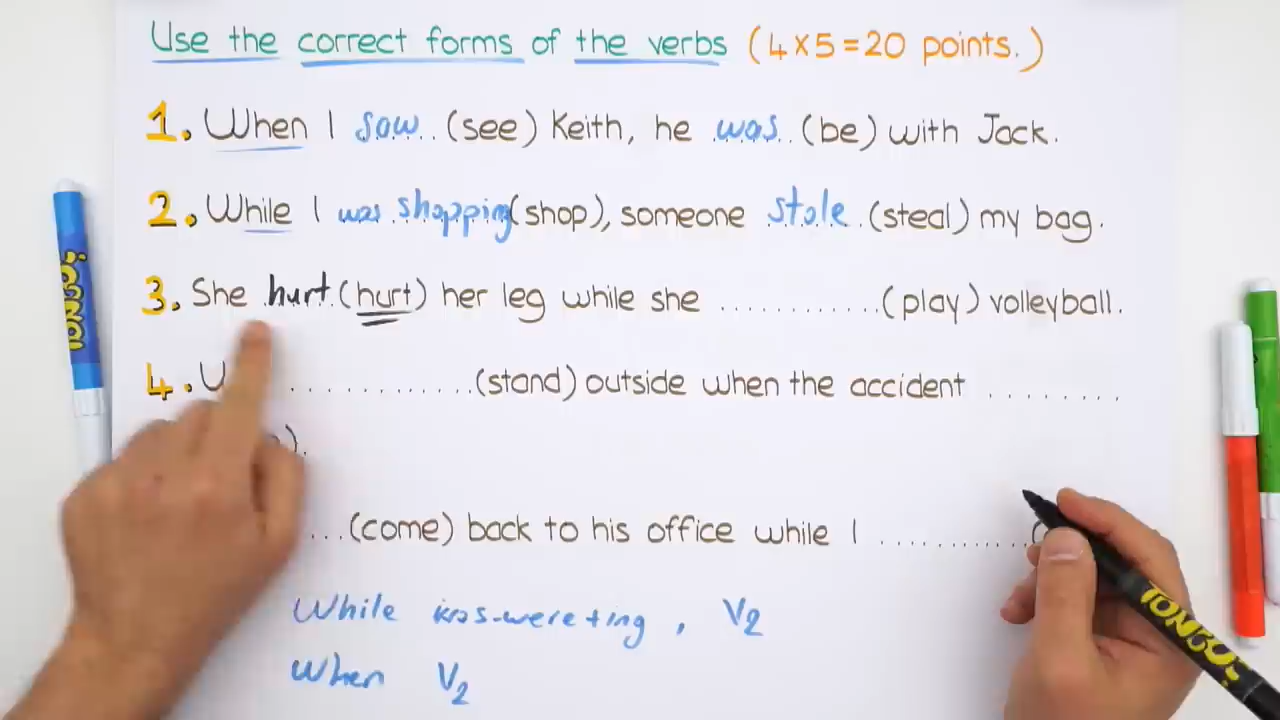 Use the correct forms of the verbs (4x5=20 points.)
1. When I saw.. (see) Keith, he was.. (be) with Jack.
2. While I was shopping (shop), someone stole. (steal) my bag.
3. She hurt. (hurt) her leg while she ............ (play) volleyball.
4. ............. (stand) outside when the accident ........
).
... (come) back to his office while I ...........(
While ing, V2
When V2